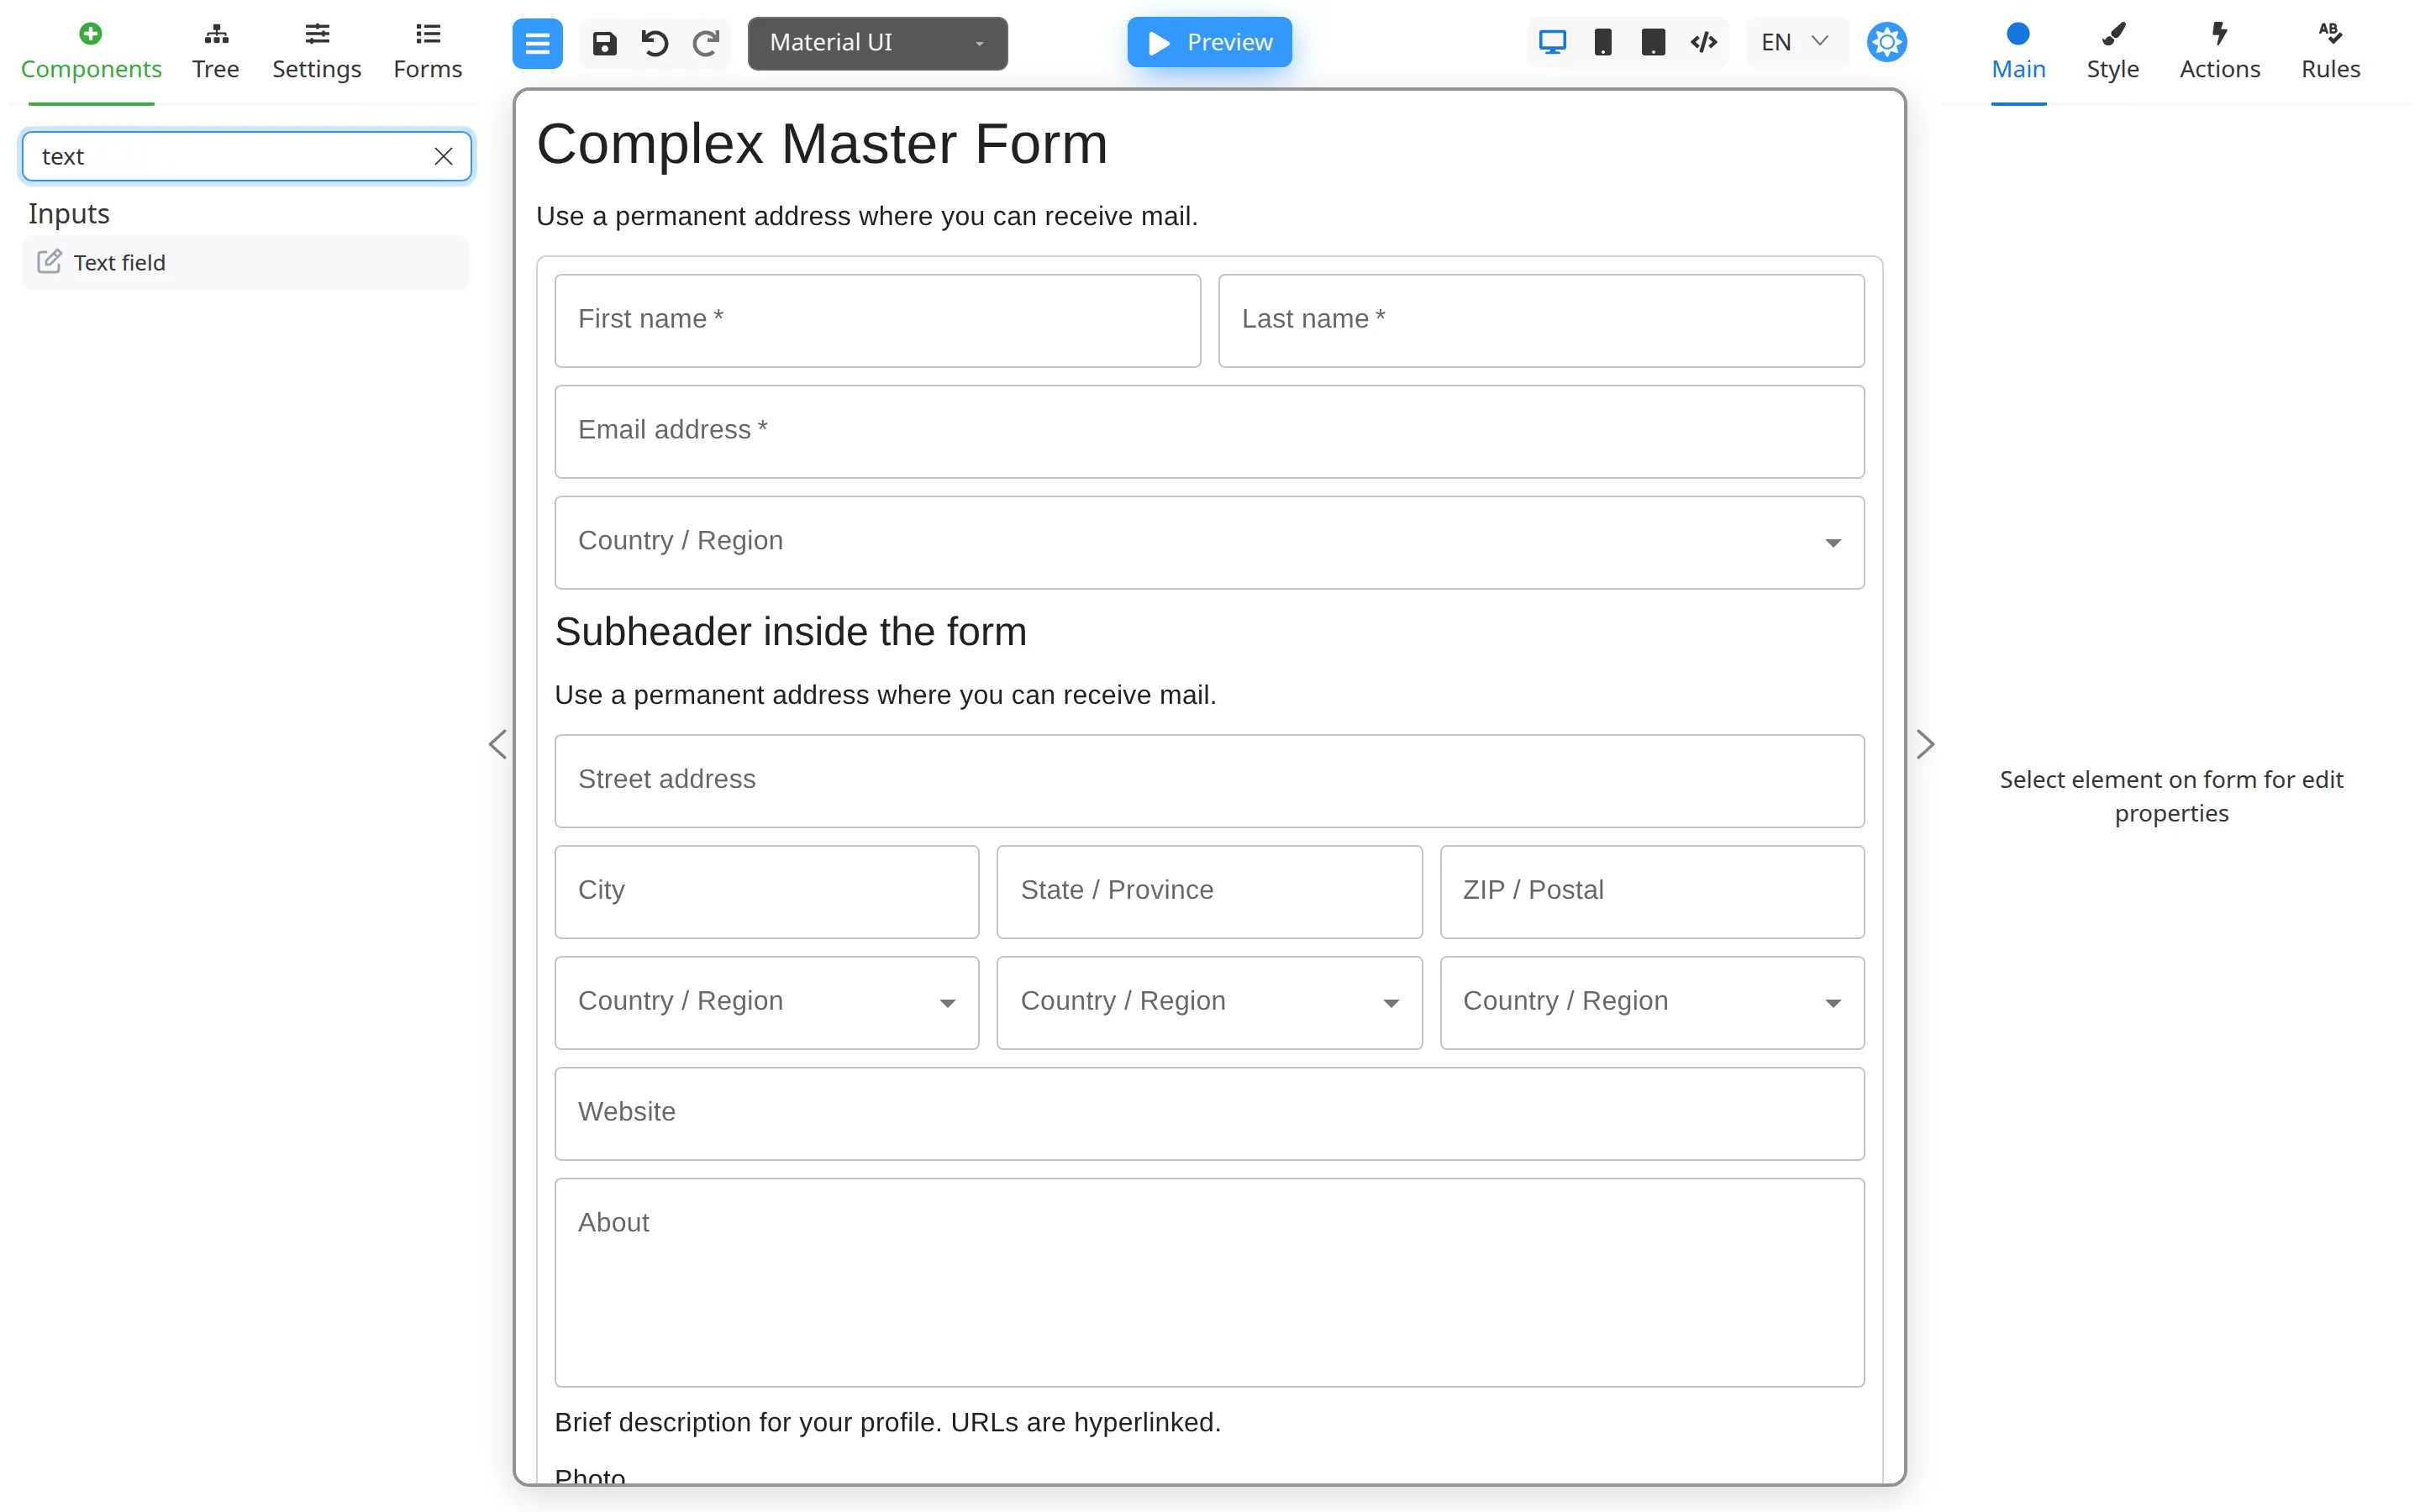 Components
Tree
Settings
Forms
Material UI
Preview
EN
Main
Style
Actions
AB
Rules
text
Inputs
Text field
Complex Master Form
Use a permanent address where you can receive mail.
First name *
Last name *
Email address *
Country / Region
Subheader inside the form
Use a permanent address where you can receive mail.
Street address
City
State / Province
ZIP / Postal
Country / Region
Country / Region
Country / Region
Website
About
Brief description for your profile. URLs are hyperlinked.
Photo
Select element on form for edit
properties